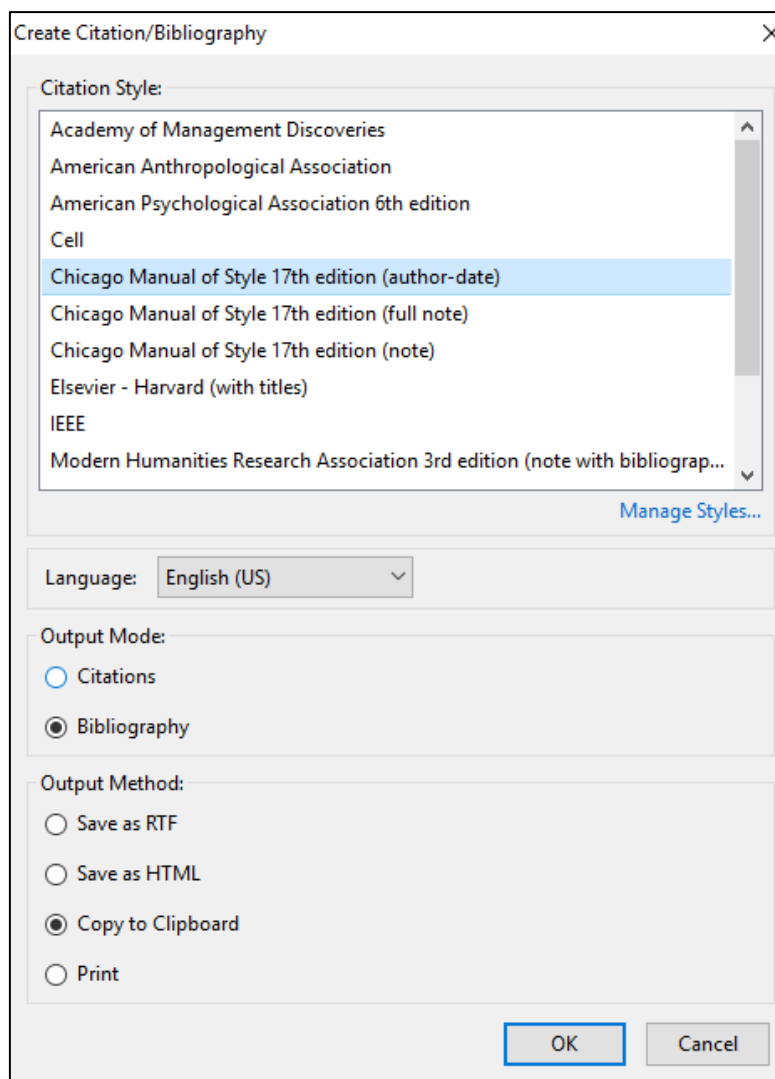 Create Citation/Bibliography
Citation Style:
Academy of Management Discoveries
American Anthropological Association
American Psychological Association 6th edition
Cell
Chicago Manual of Style 17th edition (author-date)
Chicago Manual of Style 17th edition (full note)
Chicago Manual of Style 17th edition (note)
Elsevier - Harvard (with titles)
IEEE
Modern Humanities Research Association 3rd edition (note with bibliograp...
Manage Styles...
Language: English (US)
Output Mode:
Citations
Bibliography
Output Method:
Save as RTF
Save as HTML
Copy to Clipboard
Print
OK Cancel